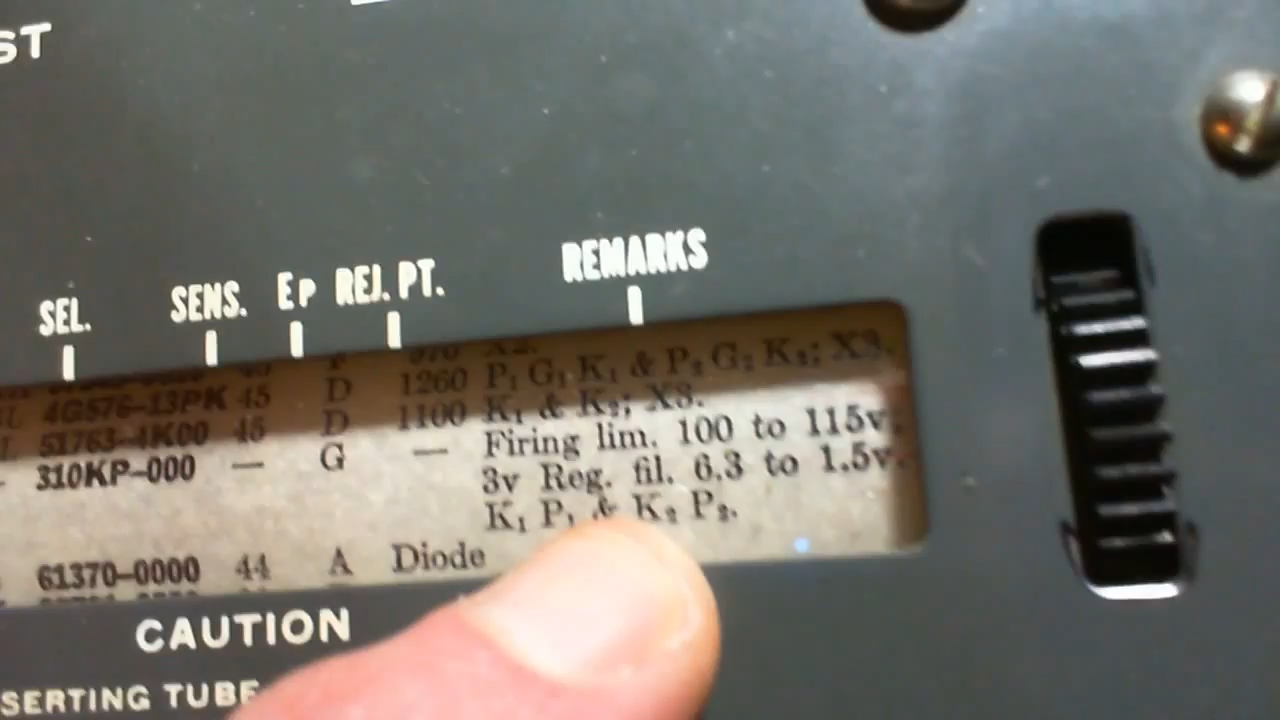 ST
SEL. SENS. EP REJ. PT. REMARKS
970 X2.
4G576-13PK 45 D 1260 P₁ G₁ K₁ & P₂ G₂ K₂; X3.
51763-4K00 45 D 1100 K₁ & K₂; X3.
310KP-000 — G — Firing lim. 100 to 115v.
3v Reg. fil. 6.3 to 1.5v.
K₁ P₁ & K₂ P₂.
61370-0000 44 A Diode
CAUTION
SERTING TUBE